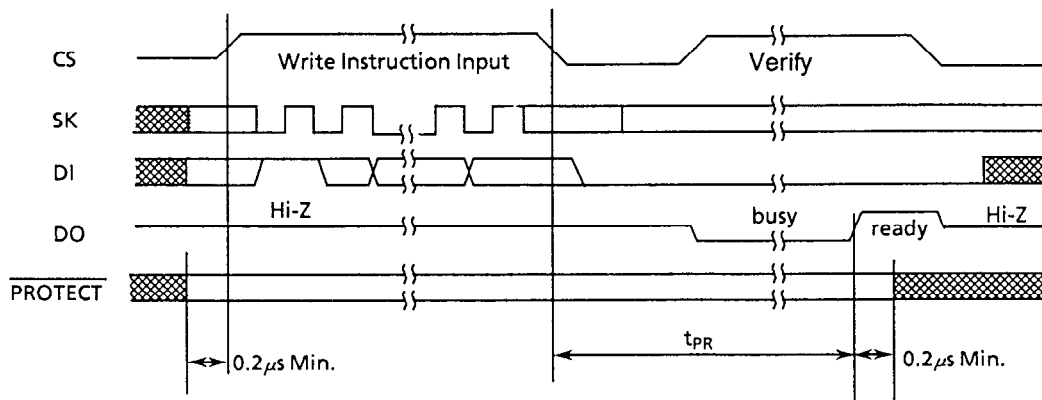 CS
Write Instruction Input
Verify
SK
DI
Hi-Z
DO
busy
ready
Hi-Z
PROTECT
0.2μs Min.
tPR
0.2μs Min.